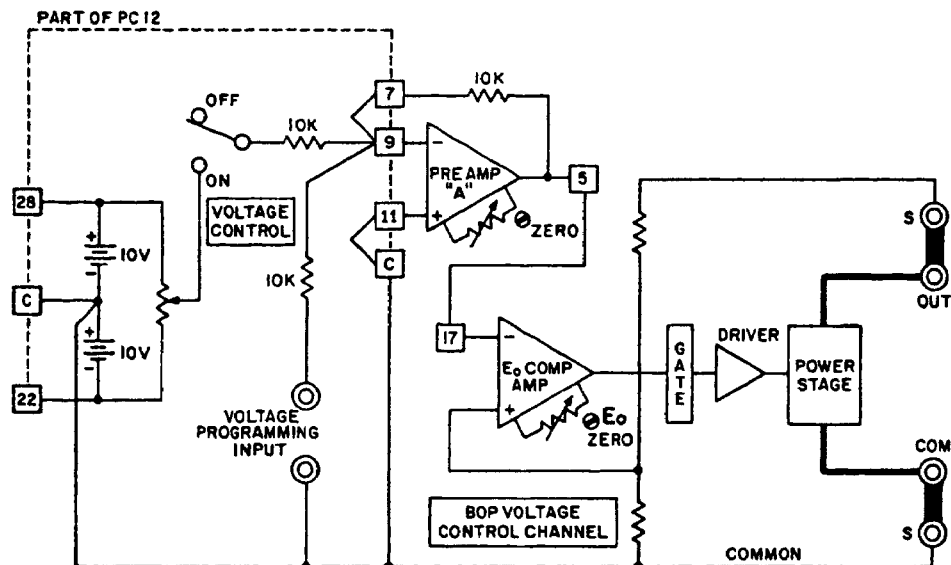 PART OF PC12
OFF
10K
7
10K
9
−
PREAMP
"A"
5
ON
28
VOLTAGE
CONTROL
11
+
ZERO
S
+
10V
−
C
10K
C
OUT
+
10V
−
17
−
E₀ COMP
AMP
+
E₀
ZERO
GATE
DRIVER
POWER
STAGE
22
VOLTAGE
PROGRAMMING
INPUT
COM
BOP VOLTAGE
CONTROL CHANNEL
S
COMMON